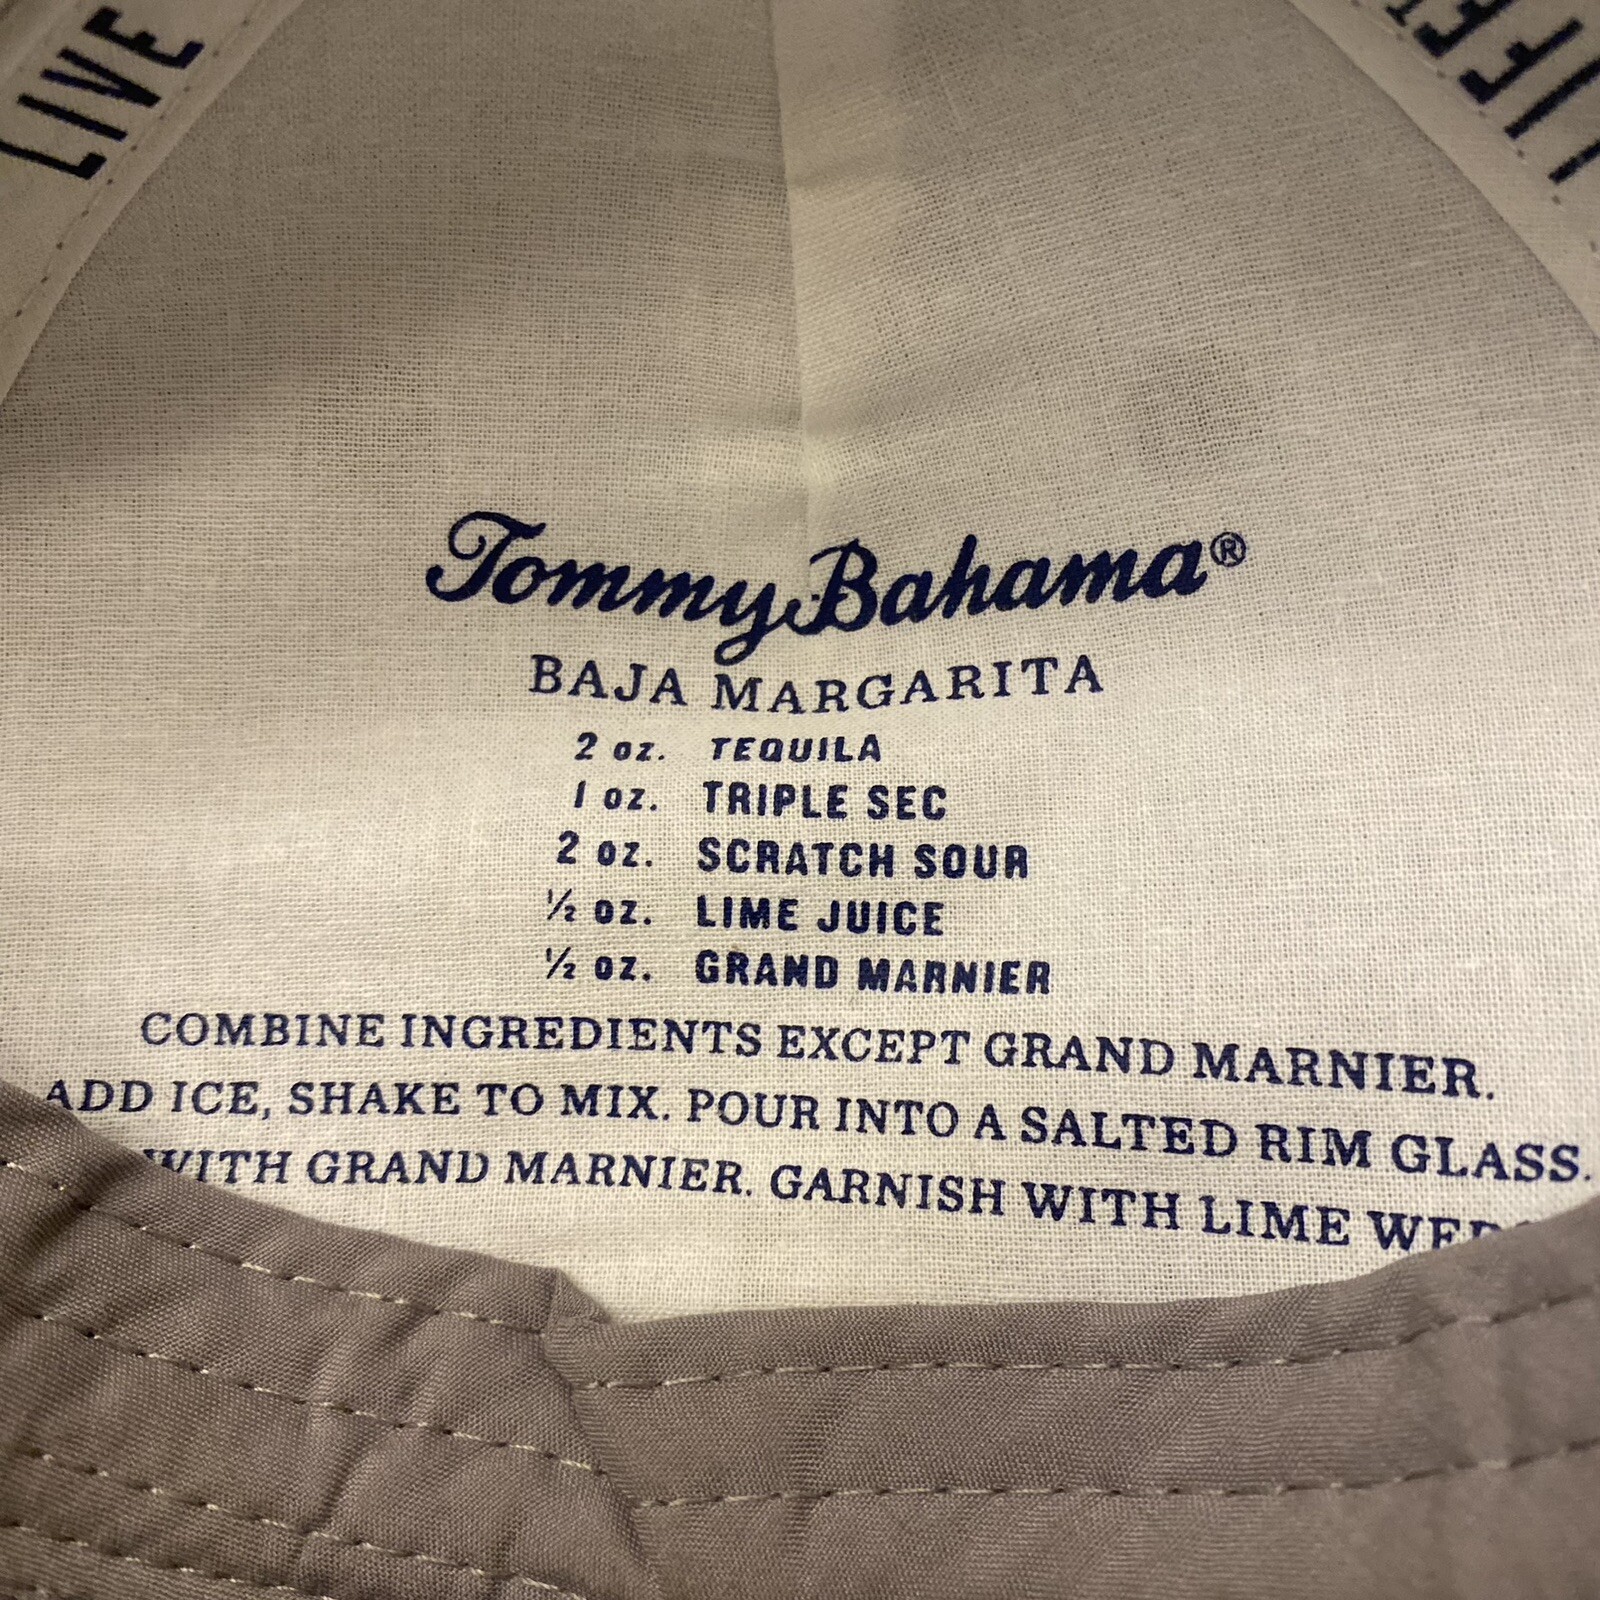 LIVE
Tommy Bahama®
BAJA MARGARITA
2 oz. TEQUILA
1 oz. TRIPLE SEC
2 oz. SCRATCH SOUR
½ oz. LIME JUICE
½ oz. GRAND MARNIER
COMBINE INGREDIENTS EXCEPT GRAND MARNIER.
ADD ICE, SHAKE TO MIX. POUR INTO A SALTED RIM GLASS.
WITH GRAND MARNIER. GARNISH WITH LIME